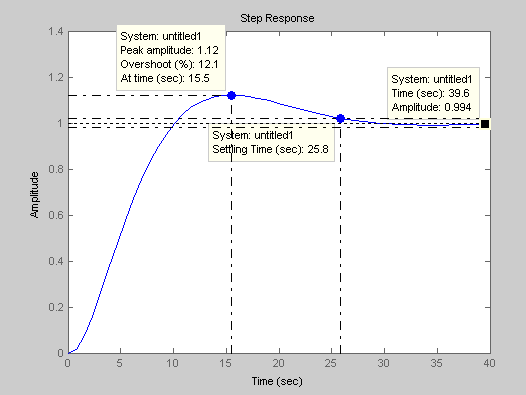 Step Response
System: untitled1
Peak amplitude: 1.12
Overshoot (%): 12.1
At time (sec): 15.5
System: untitled1
Time (sec): 39.6
Amplitude: 0.994
System: untitled1
Settling Time (sec): 25.8
Amplitude
1.4
1.2
1
0.8
0.6
0.4
0.2
0
0 5 10 15 20 25 30 35 40
Time (sec)